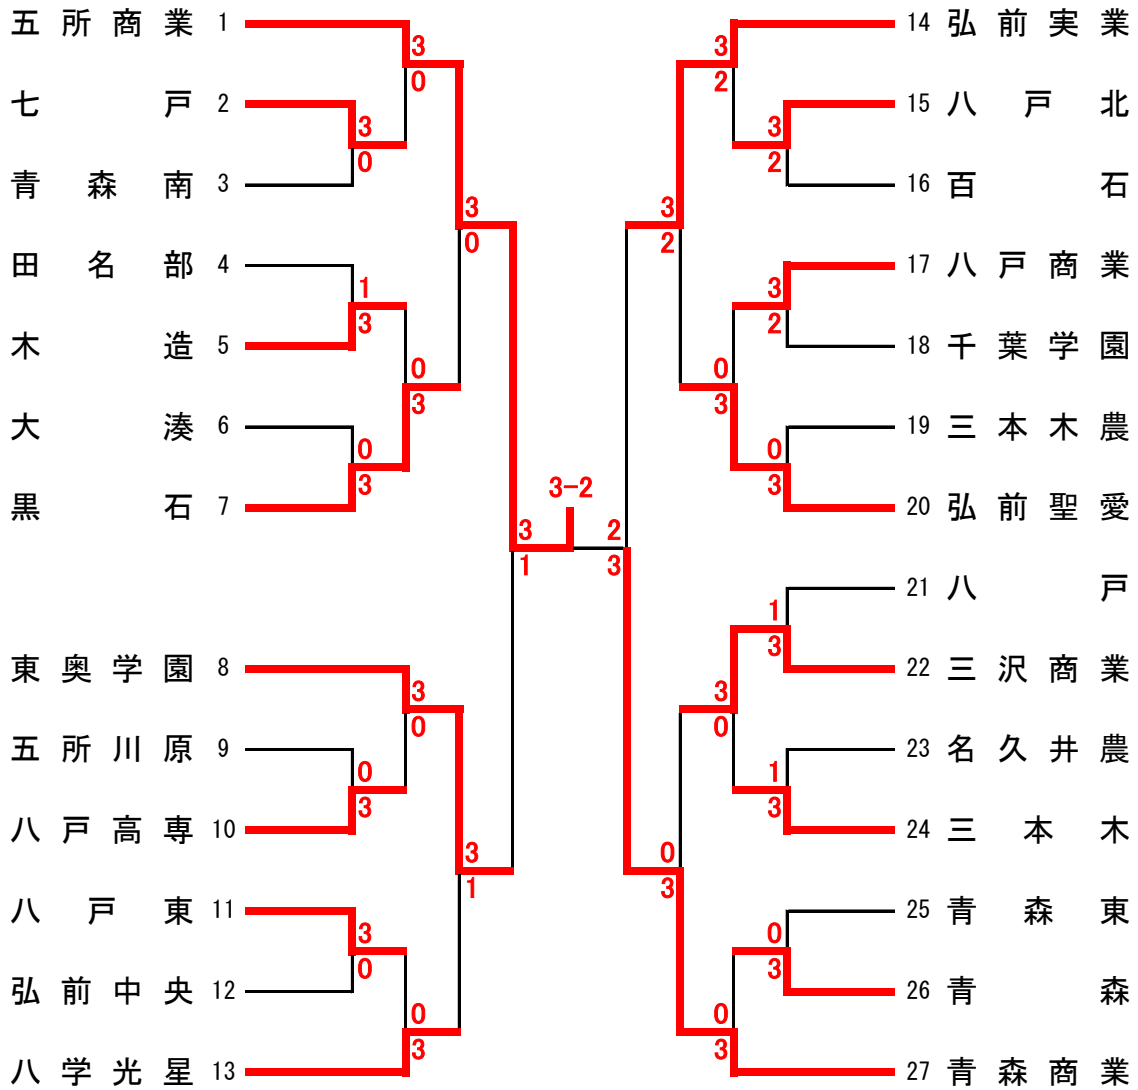 五所商業 1
3
0
七戸 2
3
0
青森南 3
3
0
田名部 4
1
3
木造 5
0
3
大湊 6
0
3
黒石 7
3
1
東奥学園 8
3
0
五所川原 9
0
3
八戸高専 10
3
1
八戸東 11
3
0
弘前中央 12
0
3
八学光星 13
3-2
14 弘前実業
3
2
15 八戸北
3
2
16 百石
3
2
17 八戸商業
3
2
18 千葉学園
0
3
19 三本木農
0
3
20 弘前聖愛
2
3
21 八戸
1
3
22 三沢商業
3
0
23 名久井農
1
3
24 三本木
0
3
25 青森東
0
3
26 青森
0
3
27 青森商業